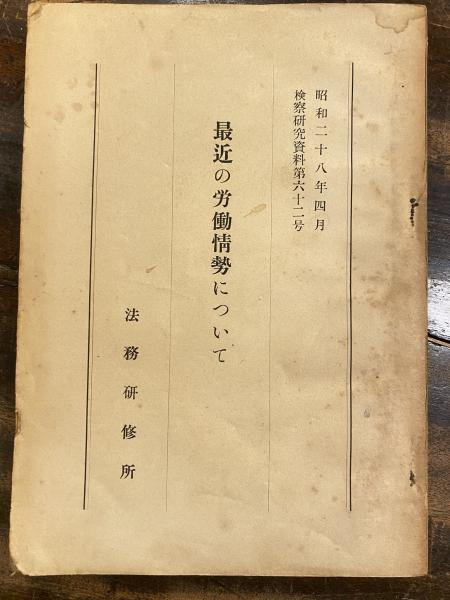 昭和二十八年四月
検察研究資料第六十二号
最近の労働情勢について
法務研修所